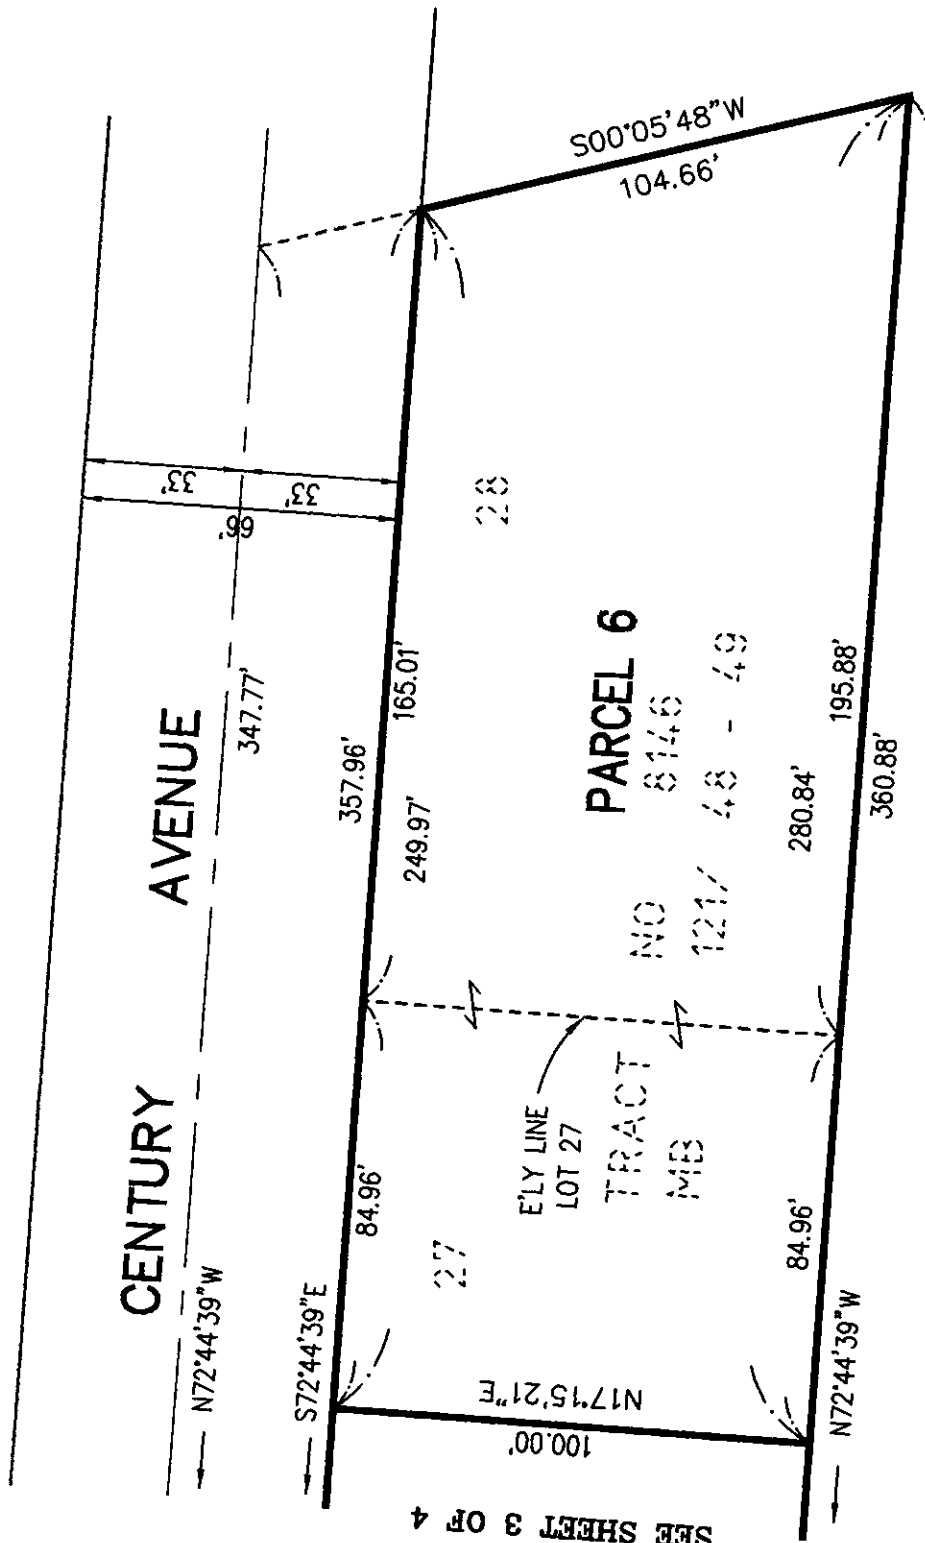 CENTURY AVENUE
N72°44'39"W
347.77'
33'
33'
66'
S72°44'39"E
357.96'
84.96'
249.97'
165.01'
S00°05'48"W
104.66'
27
28
E'LY LINE
LOT 27
PARCEL 6
TRACT NO 8146
MB 121/ 48 - 49
N17°15'21"E
100.00'
84.96'
280.84'
195.88'
360.88'
N72°44'39"W
SEE SHEET 3 OF 4